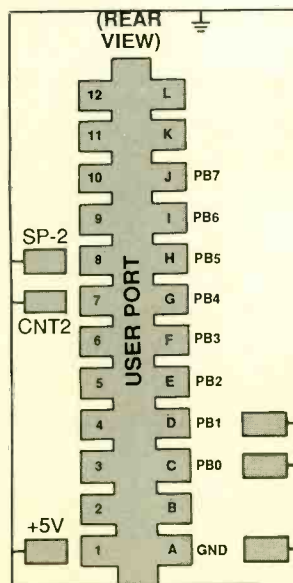 (REAR
VIEW)
12 L
11 K
10 J PB7
9 I PB6
SP-2
8 H PB5
7 G PB4
CNT2
6 F PB3
USER PORT
5 E PB2
4 D PB1
3 C PB0
2 B
+5V
1 A GND